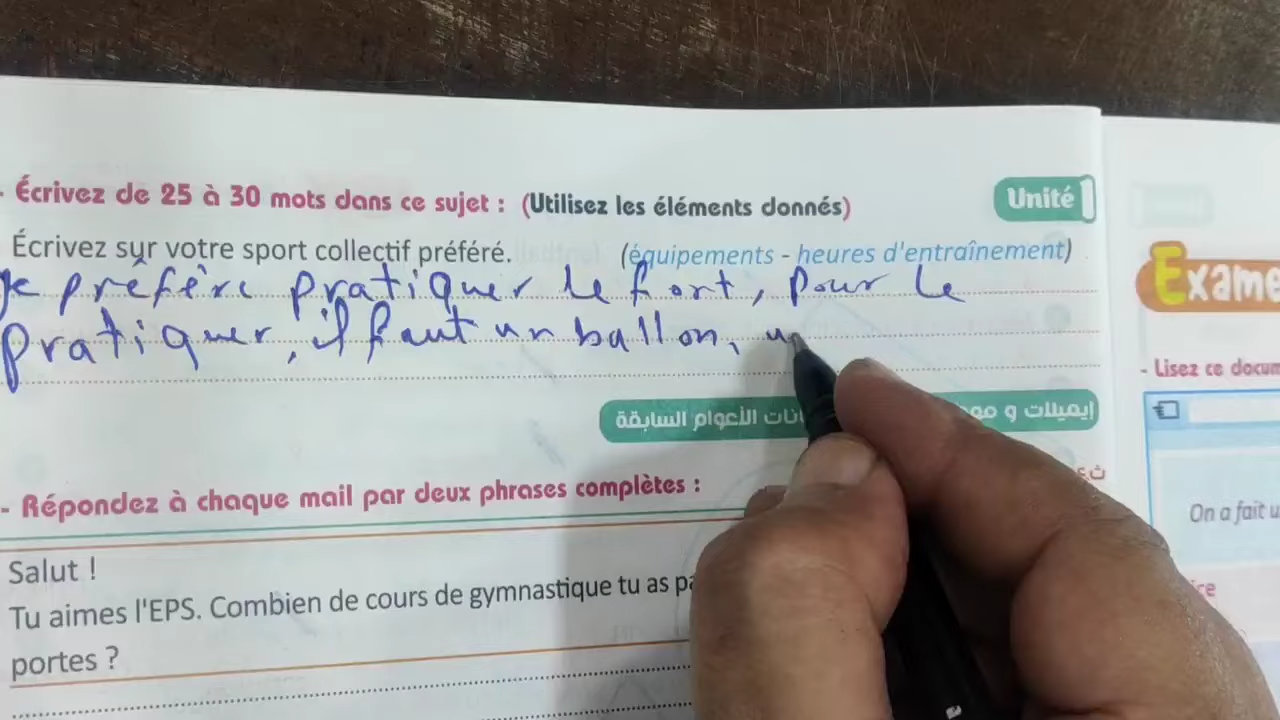 - Écrivez de 25 à 30 mots dans ce sujet : (Utilisez les éléments donnés)
Unité
Écrivez sur votre sport collectif préféré. (équipements - heures d'entraînement)
Je préfère pratiquer le foot, pour le
pratiquer, il faut un ballon, u
إيميلات و
السابقة الأعوام
- Répondez à chaque mail par deux phrases complètes :
Salut !
Tu aimes l'EPS. Combien de cours de gymnastique tu as pa
portes ?
Exame
- Lisez ce docum
On a fait u